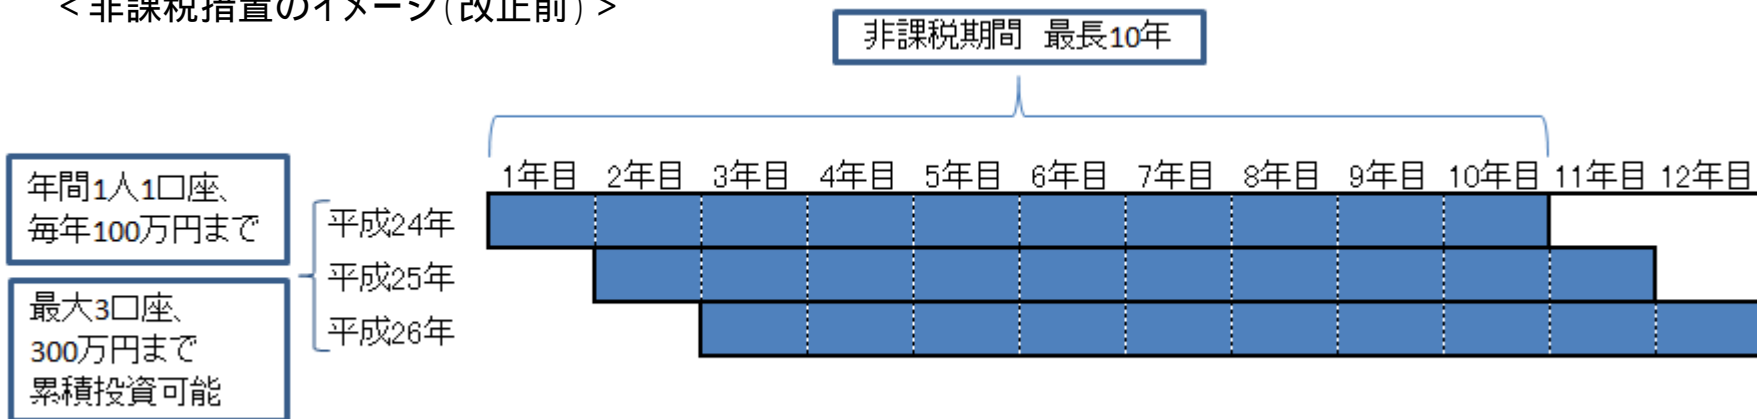 <非課税措置のイメージ(改正前)>
非課税期間 最長10年
年間1人1口座、
毎年100万円まで
最大3口座、
300万円まで
累積投資可能
1年目 2年目 3年目 4年目 5年目 6年目 7年目 8年目 9年目 10年目 11年目 12年目
平成24年
平成25年
平成26年